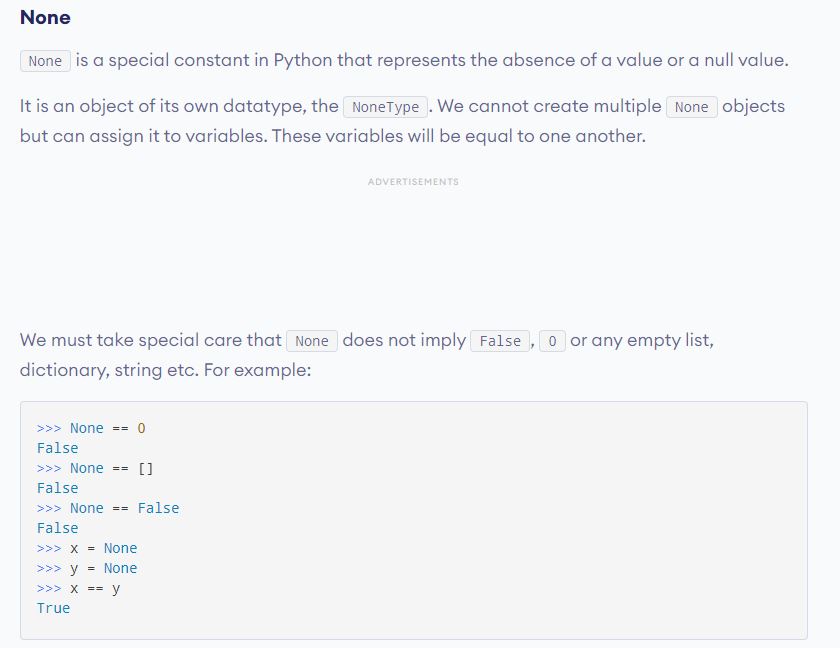 None
None is a special constant in Python that represents the absence of a value or a null value.
It is an object of its own datatype, the NoneType. We cannot create multiple None objects
but can assign it to variables. These variables will be equal to one another.
ADVERTISEMENTS
We must take special care that None does not imply False, 0 or any empty list,
dictionary, string etc. For example:
>>> None == 0
False
>>> None == []
False
>>> None == False
False
>>> x = None
>>> y = None
>>> x == y
True